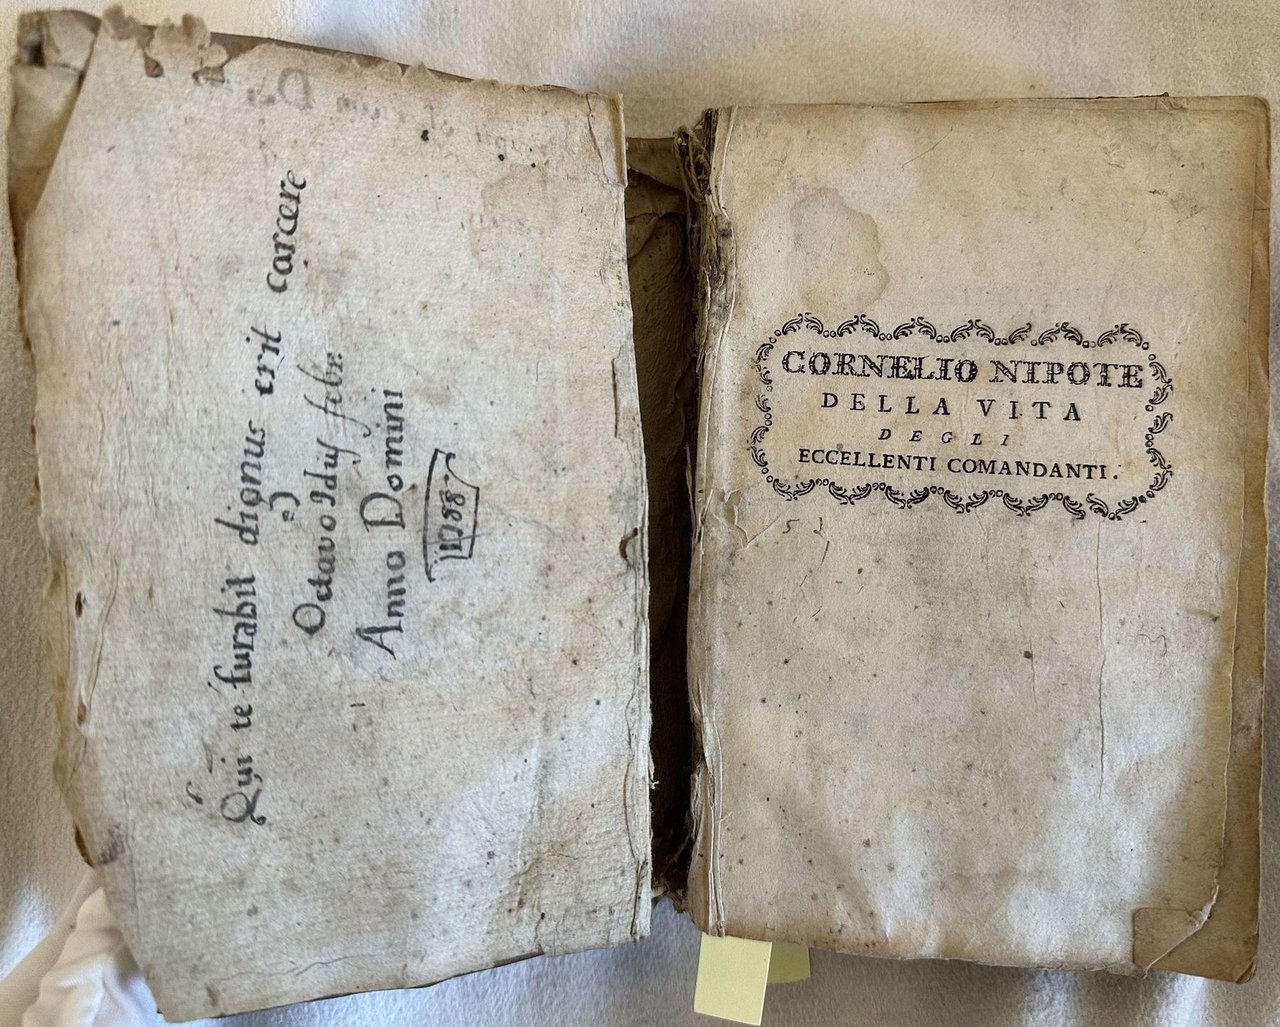 Qui te furabit dignus erit carcere
Octavo Iduſ febr:
Anno Domini
1788
CORNELIO NIPOTE
DELLA VITA
DEGLI
ECCELLENTI COMANDANTI.